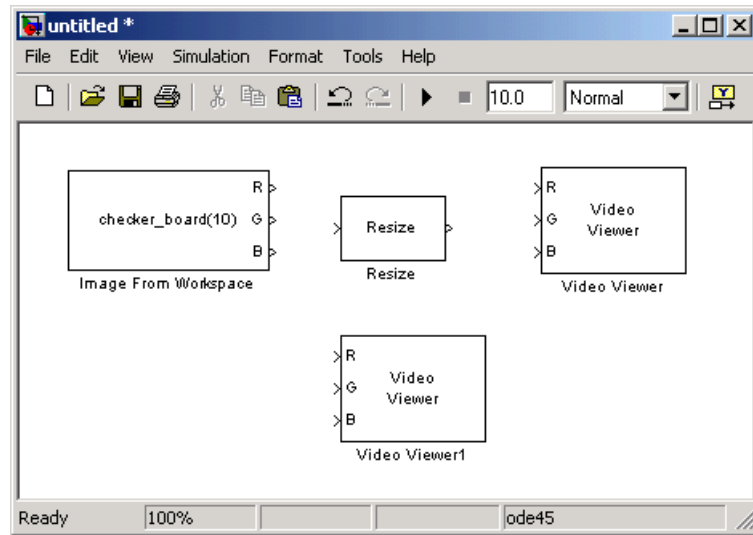 untitled *
File Edit View Simulation Format Tools Help
10.0 Normal
R
checker_board(10) G
B
Image From Workspace
Resize
Resize
R
G
B
Video
Viewer
Video Viewer
R
G
B
Video
Viewer
Video Viewer1
Ready 100% ode45